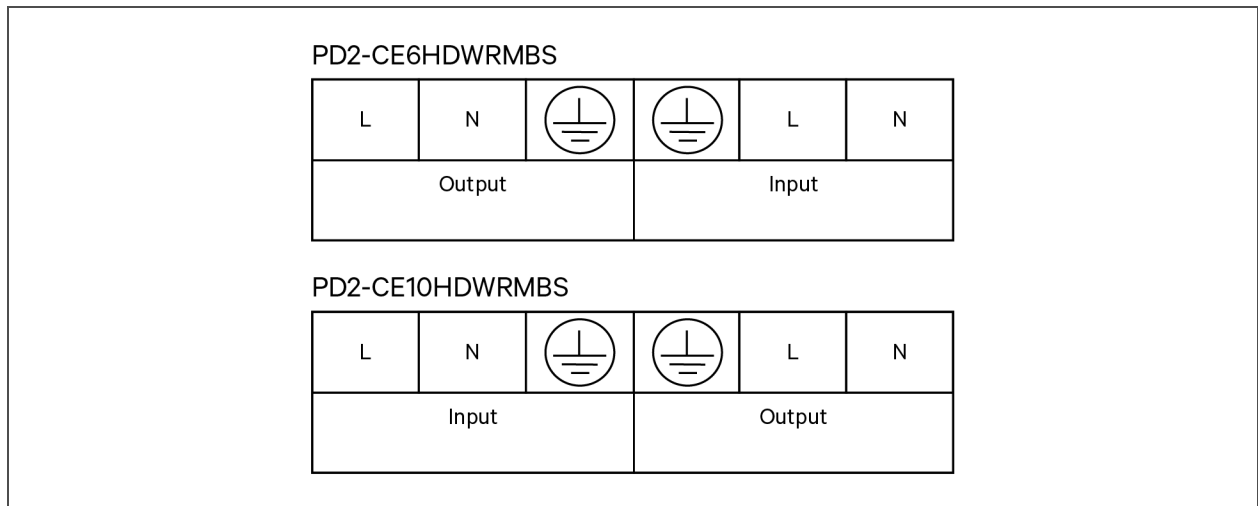 PD2-CE6HDWRMBS
L N L N
Output Input
PD2-CE10HDWRMBS
L N L N
Input Output